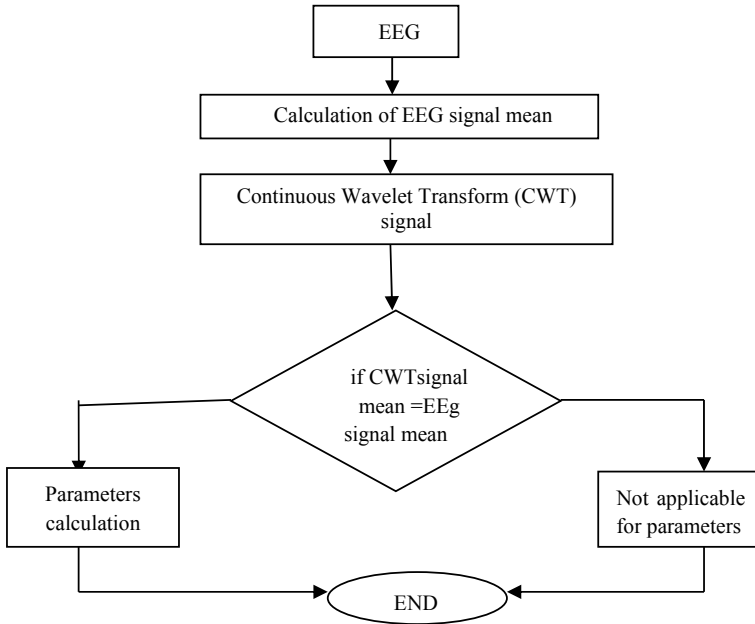 EEG
Calculation of EEG signal mean
Continuous Wavelet Transform (CWT)
signal
if CWTsignal
mean =EEg
signal mean
Parameters
calculation
Not applicable
for parameters
END